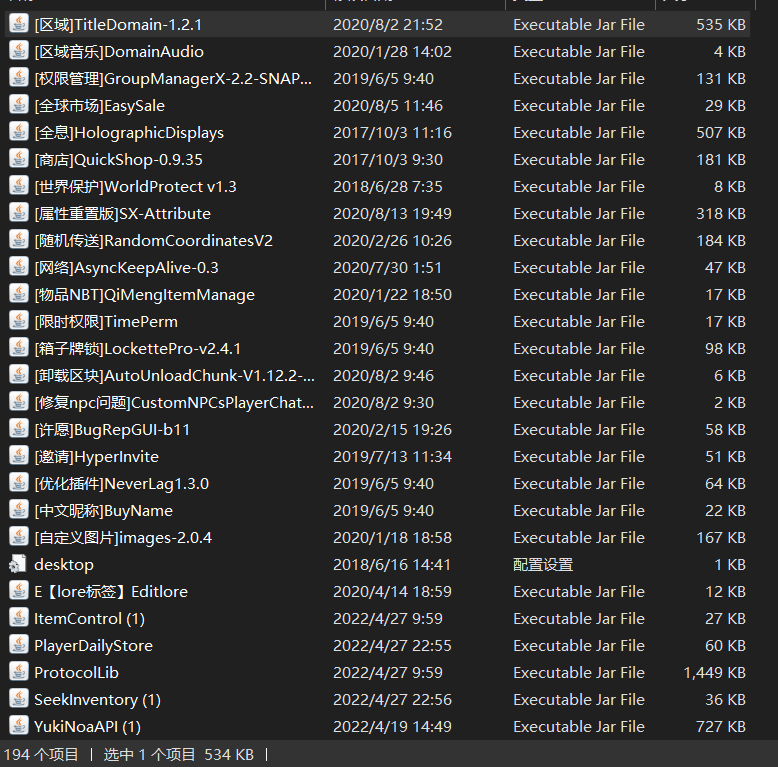 [区域]TitleDomain-1.2.1 2020/8/2 21:52 Executable Jar File 535 KB
[区域音乐]DomainAudio 2020/1/28 14:02 Executable Jar File 4 KB
[权限管理]GroupManagerX-2.2-SNAP... 2019/6/5 9:40 Executable Jar File 131 KB
[全球市场]EasySale 2020/8/5 11:46 Executable Jar File 29 KB
[全息]HolographicDisplays 2017/10/3 11:16 Executable Jar File 507 KB
[商店]QuickShop-0.9.35 2017/10/3 9:30 Executable Jar File 181 KB
[世界保护]WorldProtect v1.3 2018/6/28 7:35 Executable Jar File 8 KB
[属性重置版]SX-Attribute 2020/8/13 19:49 Executable Jar File 318 KB
[随机传送]RandomCoordinatesV2 2020/2/26 10:26 Executable Jar File 184 KB
[网络]AsyncKeepAlive-0.3 2020/7/30 1:51 Executable Jar File 47 KB
[物品NBT]QiMengItemManage 2020/1/22 18:50 Executable Jar File 17 KB
[限时权限]TimePerm 2019/6/5 9:40 Executable Jar File 17 KB
[箱子牌锁]LockettePro-v2.4.1 2019/6/5 9:40 Executable Jar File 98 KB
[卸载区块]AutoUnloadChunk-V1.12.2-... 2020/8/2 9:46 Executable Jar File 6 KB
[修复npc问题]CustomNPCsPlayerChat... 2020/8/2 9:30 Executable Jar File 2 KB
[许愿]BugRepGUI-b11 2020/2/15 19:26 Executable Jar File 58 KB
[邀请]HyperInvite 2019/7/13 11:34 Executable Jar File 51 KB
[优化插件]NeverLag1.3.0 2019/6/5 9:40 Executable Jar File 64 KB
[中文昵称]BuyName 2019/6/5 9:40 Executable Jar File 22 KB
[自定义图片]images-2.0.4 2020/1/18 18:58 Executable Jar File 167 KB
desktop 2018/6/16 14:41 配置设置 1 KB
E【lore标签】Editlore 2020/4/14 18:59 Executable Jar File 12 KB
ItemControl (1) 2022/4/27 9:59 Executable Jar File 27 KB
PlayerDailyStore 2022/4/27 22:55 Executable Jar File 60 KB
ProtocolLib 2022/4/27 9:59 Executable Jar File 1,449 KB
SeekInventory (1) 2022/4/27 22:56 Executable Jar File 36 KB
YukiNoaAPI (1) 2022/4/19 14:49 Executable Jar File 727 KB
194 个项目 | 选中 1 个项目 534 KB |